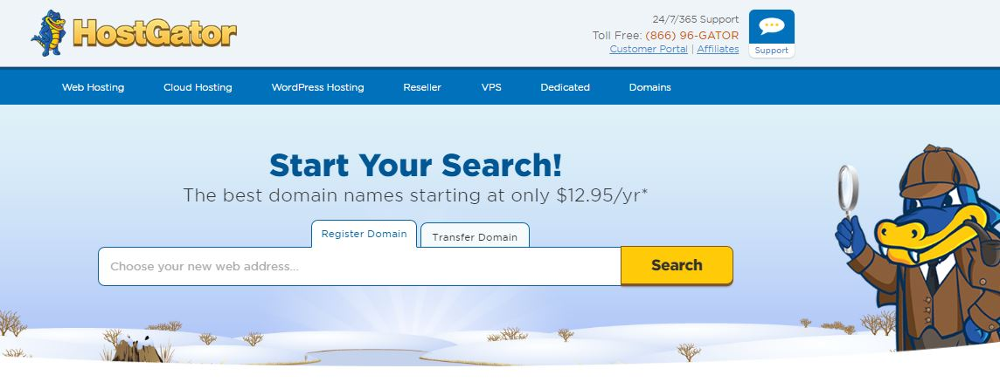 HostGator
24/7/365 Support
Toll Free: (866) 96-GATOR
Customer Portal | Affiliates
Support
Web Hosting Cloud Hosting WordPress Hosting Reseller VPS Dedicated Domains
Start Your Search!
The best domain names starting at only $12.95/yr*
Register Domain Transfer Domain
Choose your new web address... Search